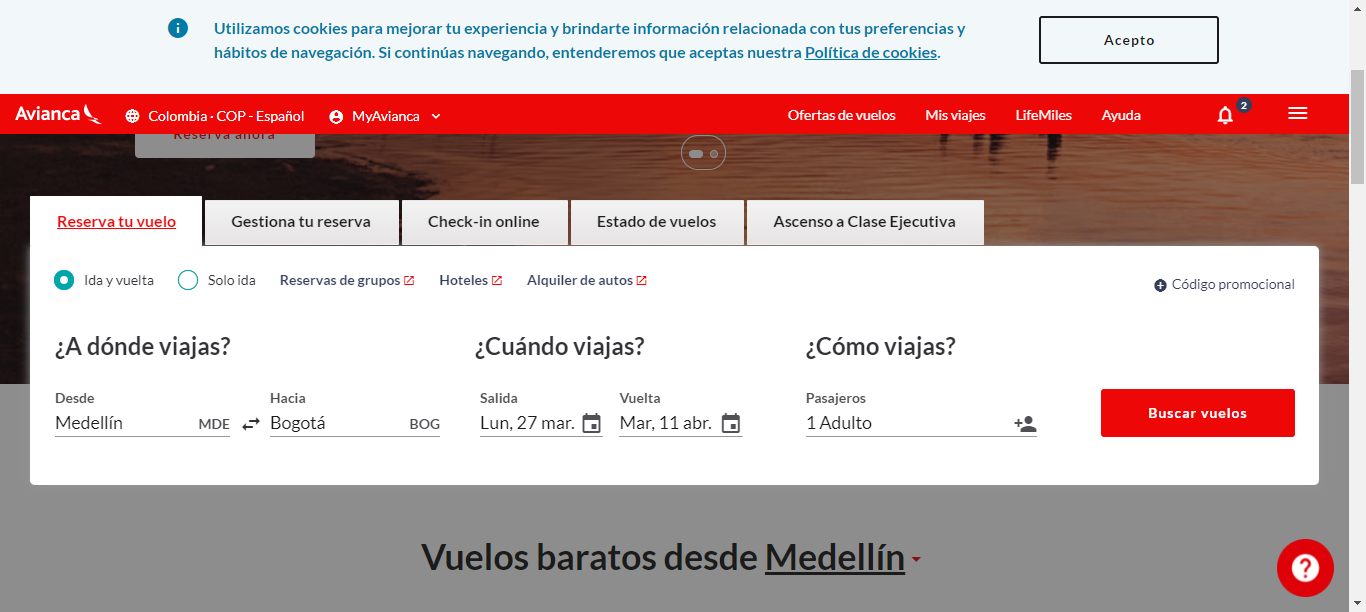 Utilizamos cookies para mejorar tu experiencia y brindarte información relacionada con tus preferencias y
hábitos de navegación. Si continúas navegando, entenderemos que aceptas nuestra Política de cookies.
Acepto
Avianca
Colombia · COP - Español
MyAvianca
Ofertas de vuelos
Mis viajes
LifeMiles
Ayuda
2
Reserva ahora
Reserva tu vuelo
Gestiona tu reserva
Check-in online
Estado de vuelos
Ascenso a Clase Ejecutiva
Ida y vuelta
Solo ida
Reservas de grupos
Hoteles
Alquiler de autos
Código promocional
¿A dónde viajas?
¿Cuándo viajas?
¿Cómo viajas?
Desde
Hacia
Salida
Vuelta
Pasajeros
Medellín
MDE
Bogotá
BOG
Lun, 27 mar.
Mar, 11 abr.
1 Adulto
Buscar vuelos
Vuelos baratos desde Medellín